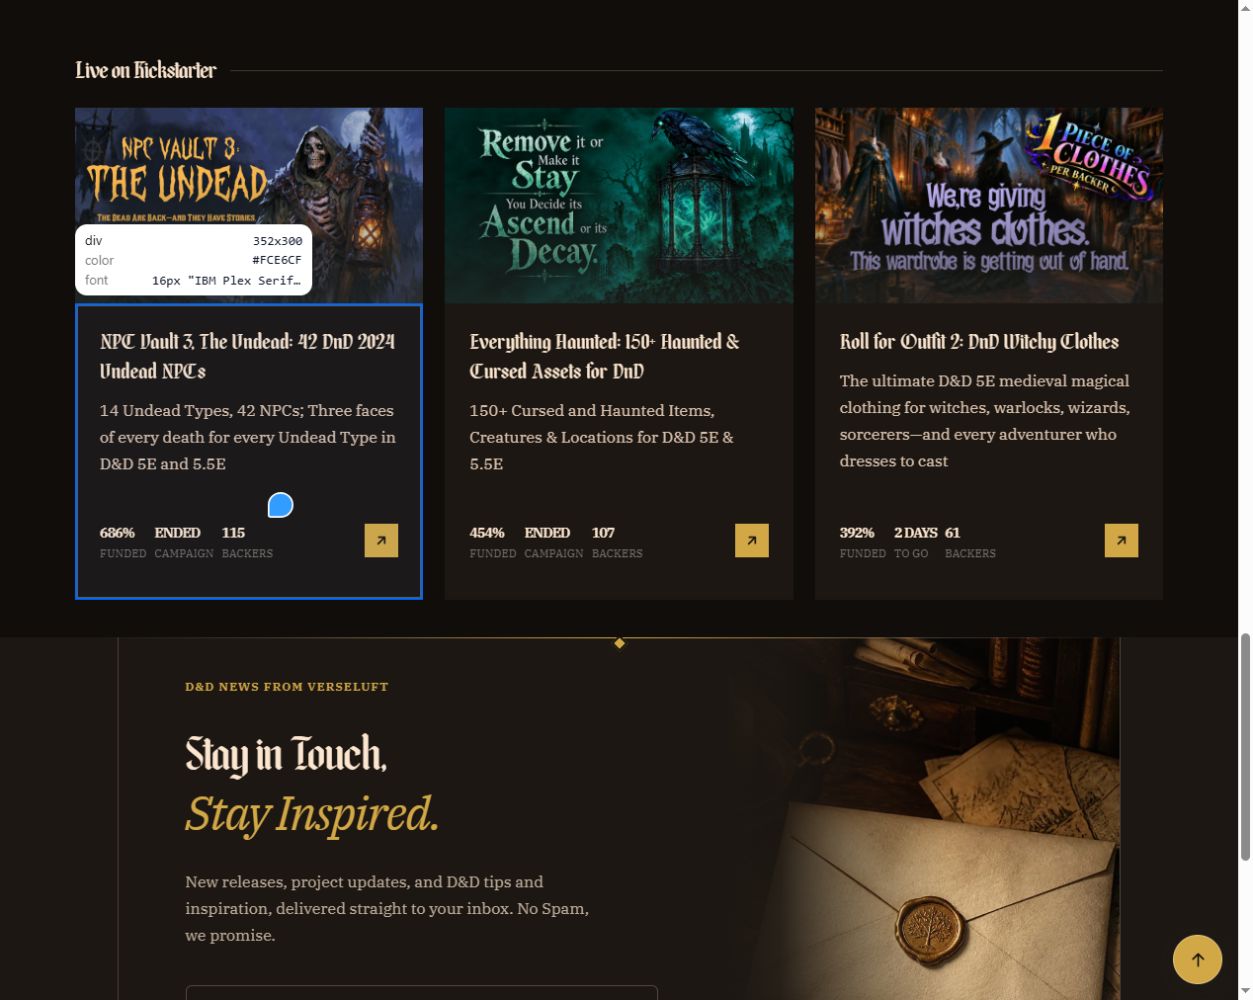 Live on Kickstarter
NPC VAULT 3:
THE UNDEAD
THE DEAD ARE BACK—AND THEY HAVE STORIES
div 352x300
color #FCE6CF
font 16px "IBM Plex Serif…
NPC Vault 3, The Undead: 42 DnD 2024
Undead NPCs
14 Undead Types, 42 NPCs; Three faces
of every death for every Undead Type in
D&D 5E and 5.5E
686% ENDED 115
FUNDED CAMPAIGN BACKERS
Remove it or
Make it
Stay
You Decide its
Ascend or its
Decay.
Everything Haunted: 150+ Haunted &
Cursed Assets for DnD
150+ Cursed and Haunted Items,
Creatures & Locations for D&D 5E &
5.5E
454% ENDED 107
FUNDED CAMPAIGN BACKERS
1 PIECE OF
CLOTHES
PER BACKER
We,re giving
witches clothes.
This wardrobe is getting out of hand.
Roll for Outfit 2: DnD Witchy Clothes
The ultimate D&D 5E medieval magical
clothing for witches, warlocks, wizards,
sorcerers—and every adventurer who
dresses to cast
392% 2 DAYS 61
FUNDED TO GO BACKERS
D&D NEWS FROM VERSELUFT
Stay in Touch,
Stay Inspired.
New releases, project updates, and D&D tips and
inspiration, delivered straight to your inbox. No Spam,
we promise.